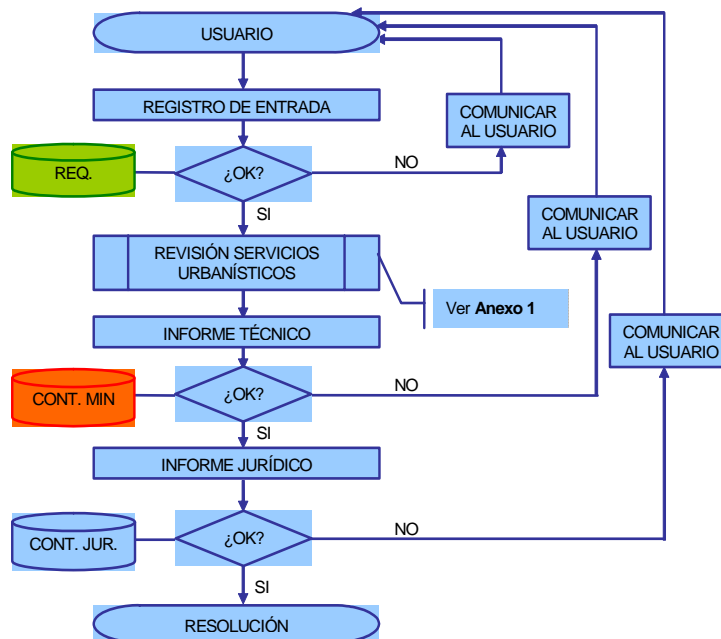 USUARIO
REGISTRO DE ENTRADA
COMUNICAR
AL USUARIO
REQ.
¿OK?
NO
SI
COMUNICAR
AL USUARIO
REVISIÓN SERVICIOS
URBANÍSTICOS
Ver Anexo 1
INFORME TÉCNICO
COMUNICAR
AL USUARIO
CONT. MIN
¿OK?
NO
SI
INFORME JURÍDICO
CONT. JUR.
¿OK?
NO
SI
RESOLUCIÓN